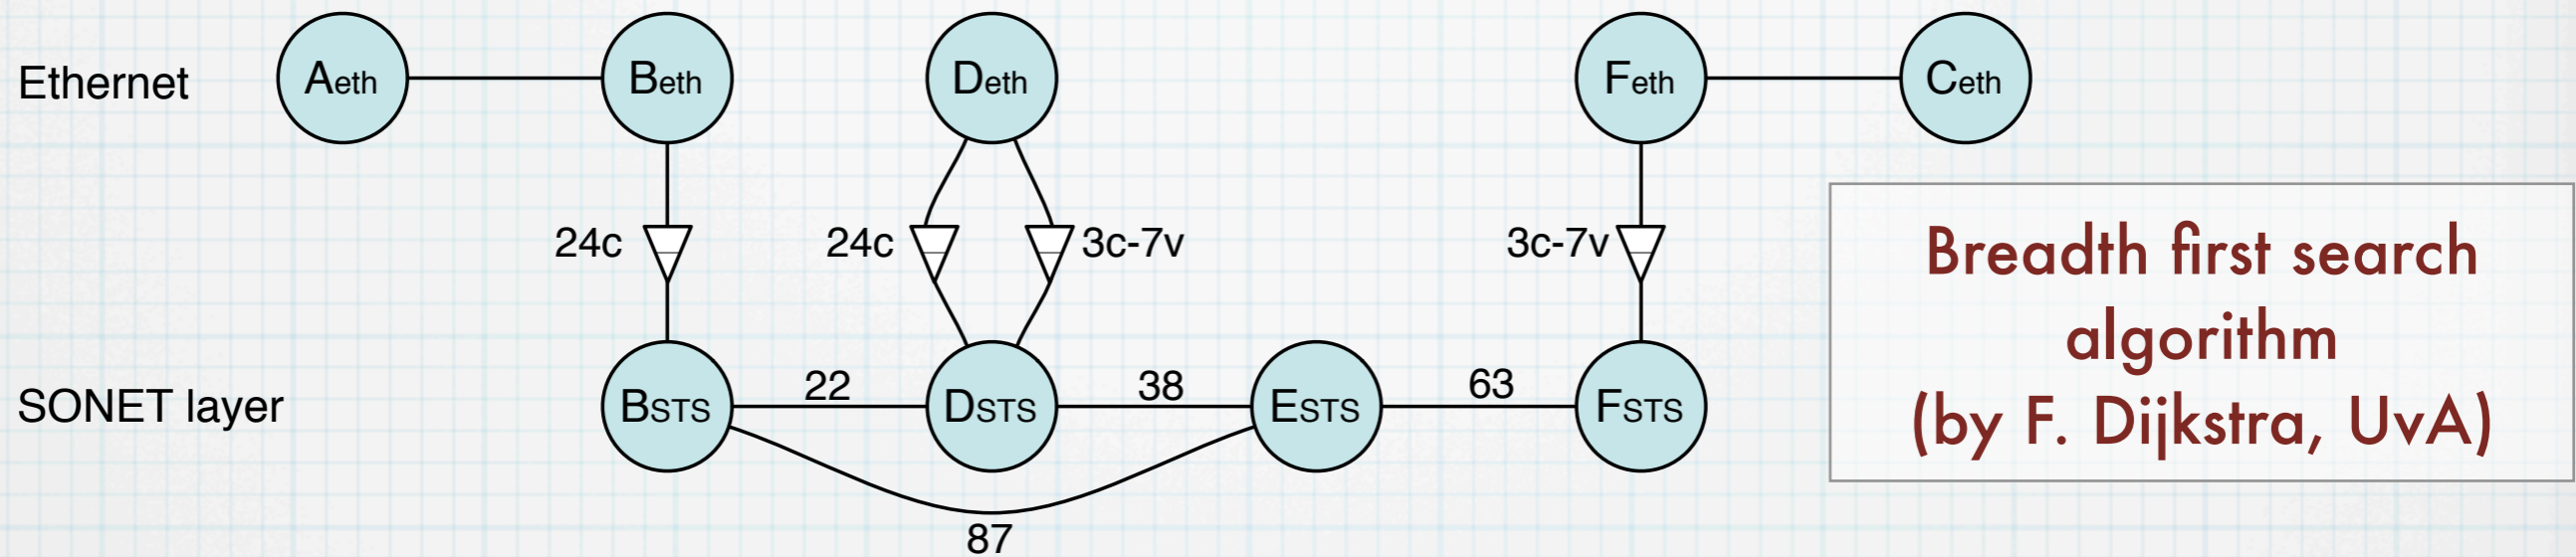 Ethernet
Aeth
Beth
Deth
Feth
Ceth
24c
24c
3c-7v
3c-7v
Breadth first search
algorithm
(by F. Dijkstra, UvA)
SONET layer
BSTS
22
DSTS
38
ESTS
63
FSTS
87